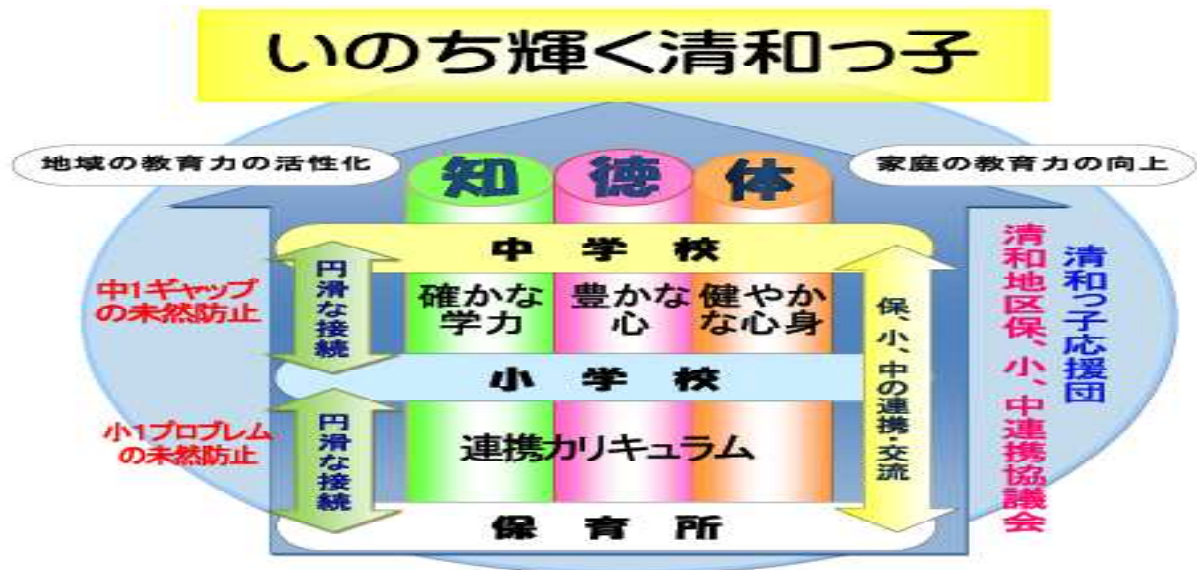 いのち輝く清和っ子
地域の教育力の活性化
家庭の教育力の向上
知
徳
体
中学校
中1ギャップ
の未然防止
円滑な接続
確かな
学力
豊かな
心
健やか
な心身
小学校
小1プロブレム
の未然防止
円滑な接続
連携カリキュラム
保育所
保、小、中の連携・交流
清和っ子応援団
清和地区保、小、中連携協議会